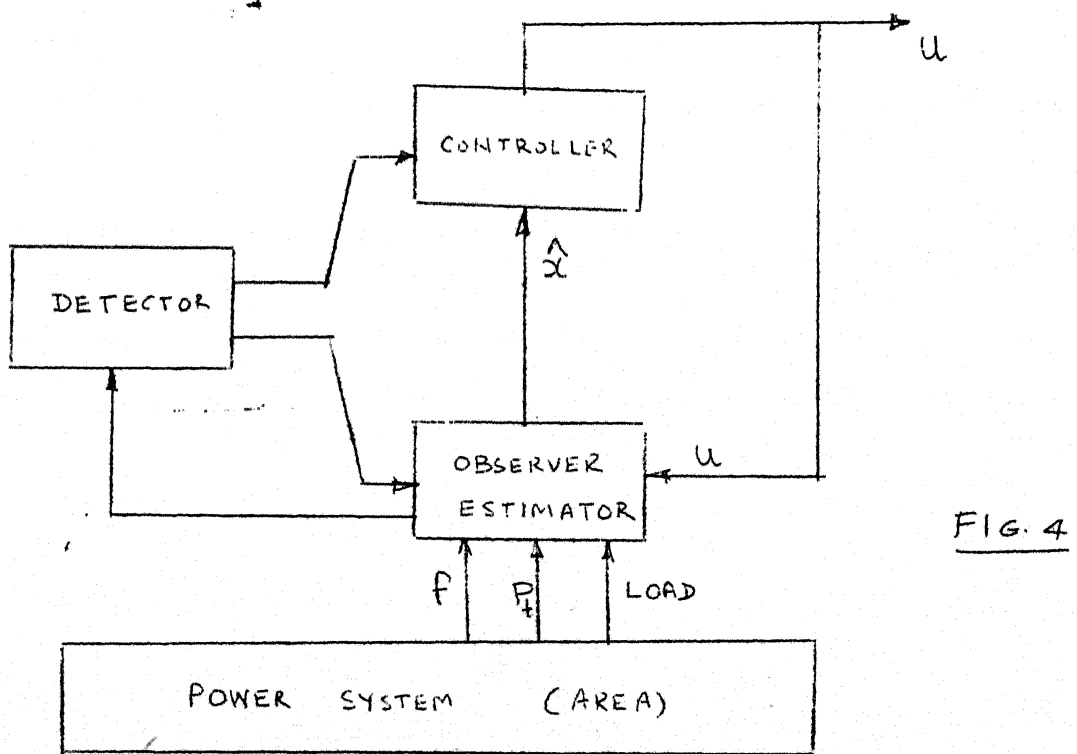 U
CONTROLLER
x̂
DETECTOR
OBSERVER
ESTIMATOR
U
FIG. 4
f
Pt
LOAD
POWER SYSTEM (AREA)